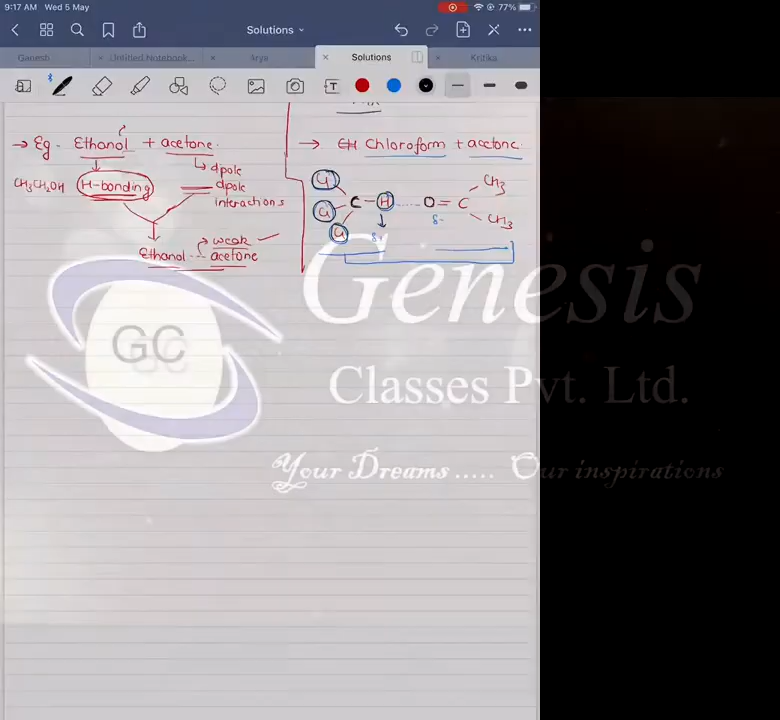 9:17 AM Wed 5 May
77%
Solutions
Ganesh
Untitled Notebook...
Solutions
Kritika
→ Eg - Ethanol + acetone.
dipole
dipole
interactions
CH3CH2OH H-bonding
weak
Ethanol ... acetone
→ Chloroform + acetone
Cl
Cl
Cl
C - H ...... O = C
CH3
CH3
δ+
δ-
GC
Genesis
Classes Pvt. Ltd.
Your Dreams ..... Our inspirations